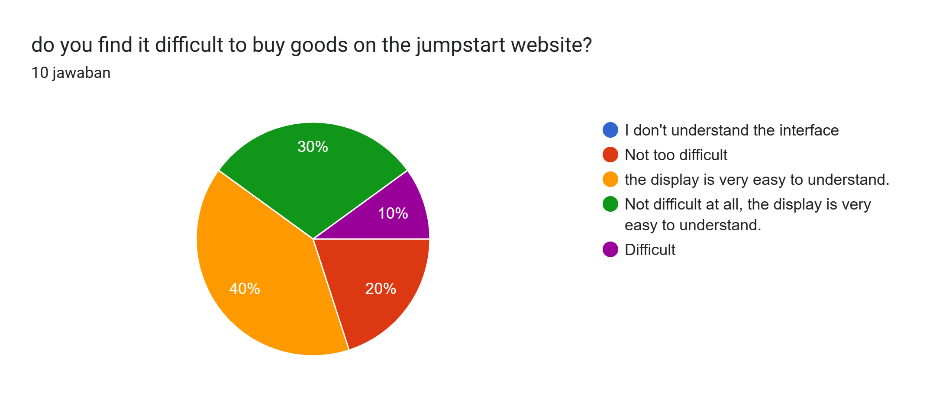 do you find it difficult to buy goods on the jumpstart website?
10 jawaban
30%
10%
40%
20%
I don't understand the interface
Not too difficult
the display is very easy to understand.
Not difficult at all, the display is very
easy to understand.
Difficult